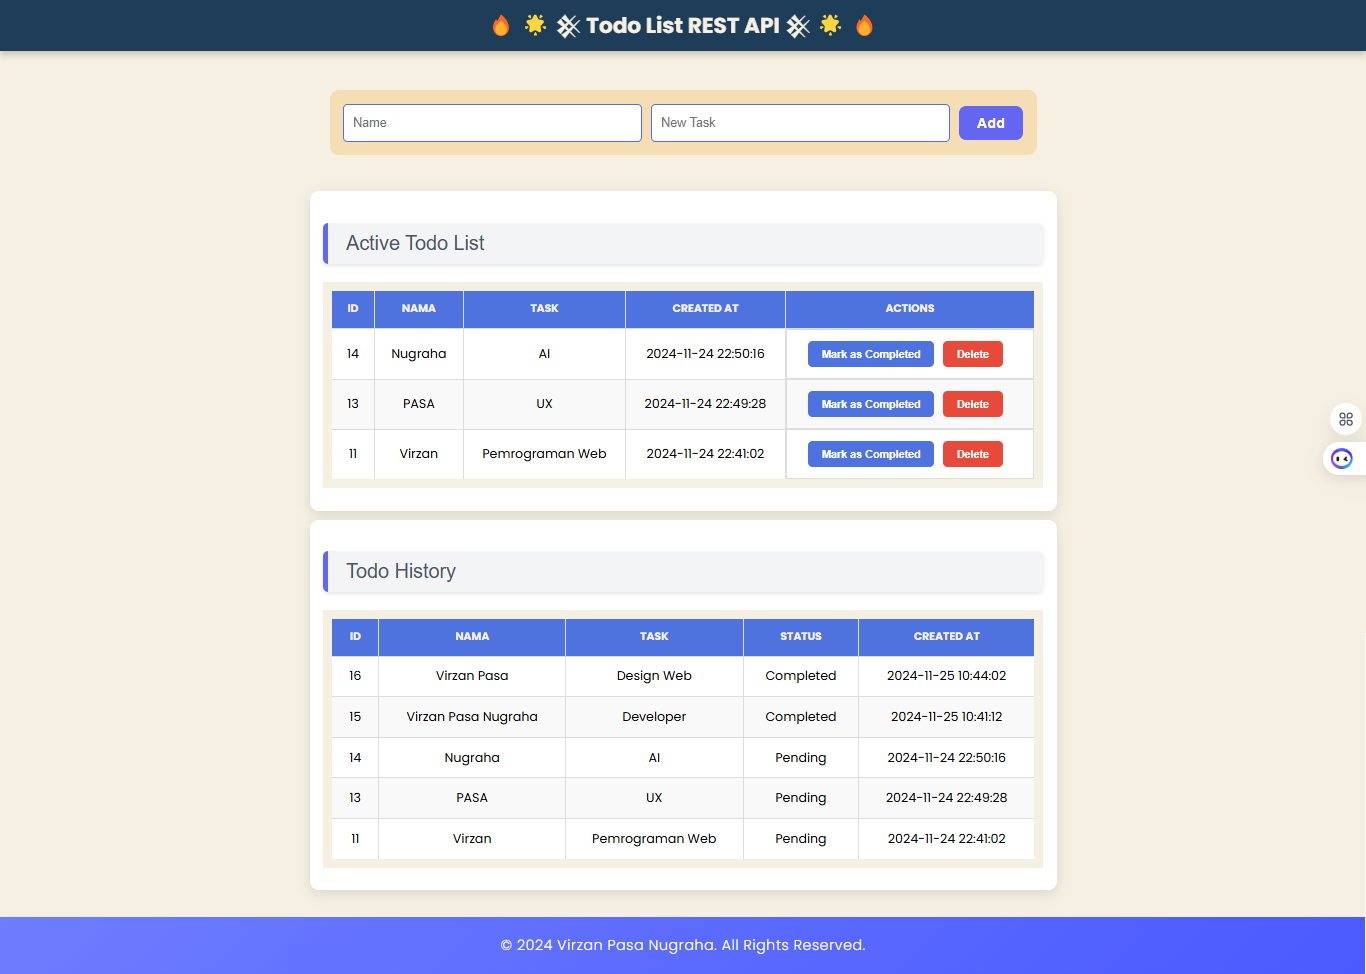 🔥 🌟 𒆜 Todo List REST API 𒆜 🌟 🔥
Name New Task Add
Active Todo List
ID NAMA TASK CREATED AT ACTIONS
14 Nugraha AI 2024-11-24 22:50:16 Mark as Completed Delete
13 PASA UX 2024-11-24 22:49:28 Mark as Completed Delete
11 Virzan Pemrograman Web 2024-11-24 22:41:02 Mark as Completed Delete
Todo History
ID NAMA TASK STATUS CREATED AT
16 Virzan Pasa Design Web Completed 2024-11-25 10:44:02
15 Virzan Pasa Nugraha Developer Completed 2024-11-25 10:41:12
14 Nugraha AI Pending 2024-11-24 22:50:16
13 PASA UX Pending 2024-11-24 22:49:28
11 Virzan Pemrograman Web Pending 2024-11-24 22:41:02
© 2024 Virzan Pasa Nugraha. All Rights Reserved.